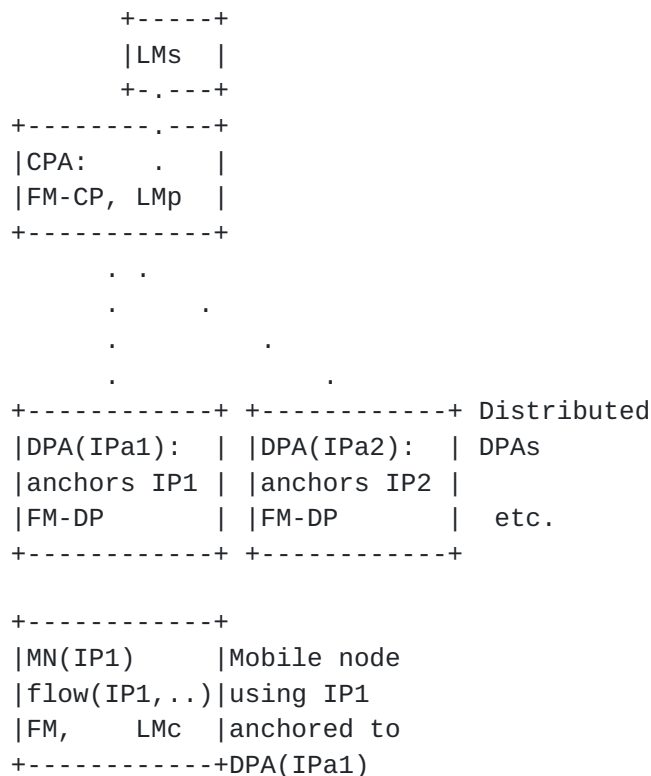 +-----+
       |LMs  |
       +-.---+
+--------.---+
|CPA:    .   |
|FM-CP, LMp  |
+------------+
      . .
      .     .
      .         .
      .             .
+------------+ +------------+ Distributed
|DPA(IPa1):  | |DPA(IPa2):  | DPAs
|anchors IP1 | |anchors IP2 |
|FM-DP       | |FM-DP       |  etc.
+------------+ +------------+

+------------+
|MN(IP1)     |Mobile node
|flow(IP1,..)|using IP1
|FM,    LMc  |anchored to
+------------+DPA(IPa1)